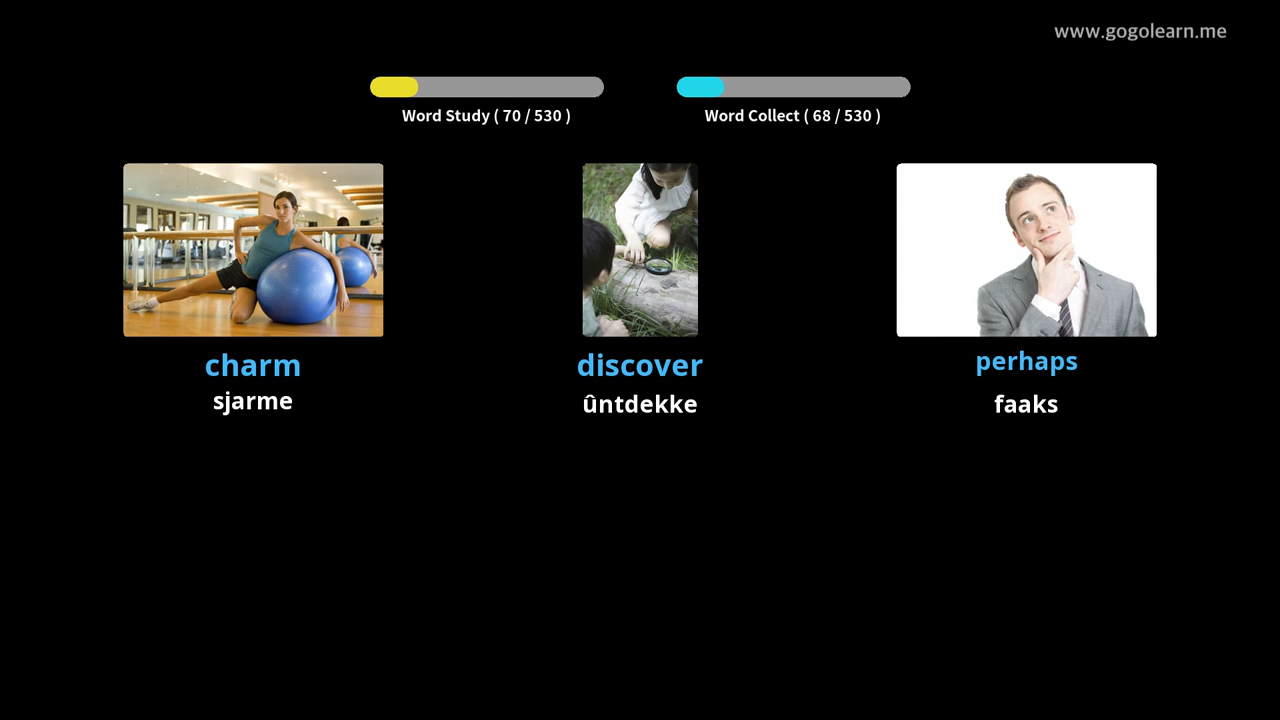 www.gogolearn.me
Word Study ( 70 / 530 )
Word Collect ( 68 / 530 )
charm
sjarme
discover
ûntdekke
perhaps
faaks